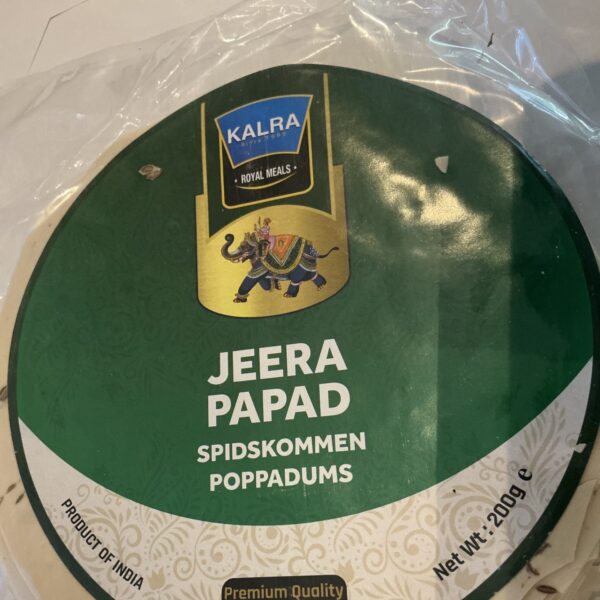 KALRA
ROYAL MEALS
JEERA
PAPAD
SPIDSKOMMEN
POPPADUMS
PRODUCT OF INDIA
Net Wt : 200g e
Premium Quality